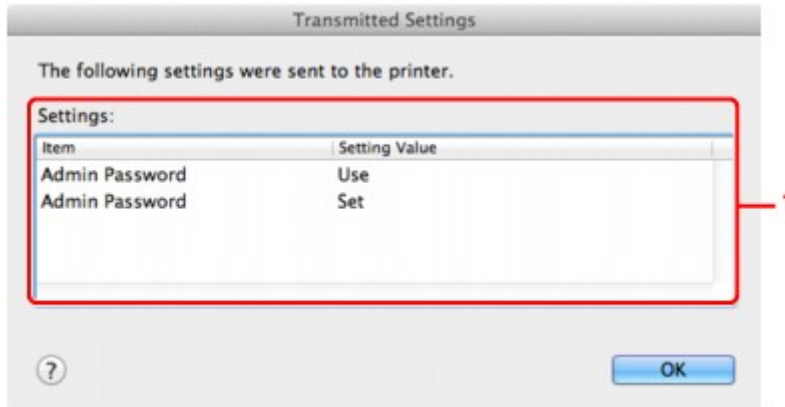 Transmitted Settings
The following settings were sent to the printer.
Settings:
Item Setting Value
Admin Password Use
Admin Password Set
? OK